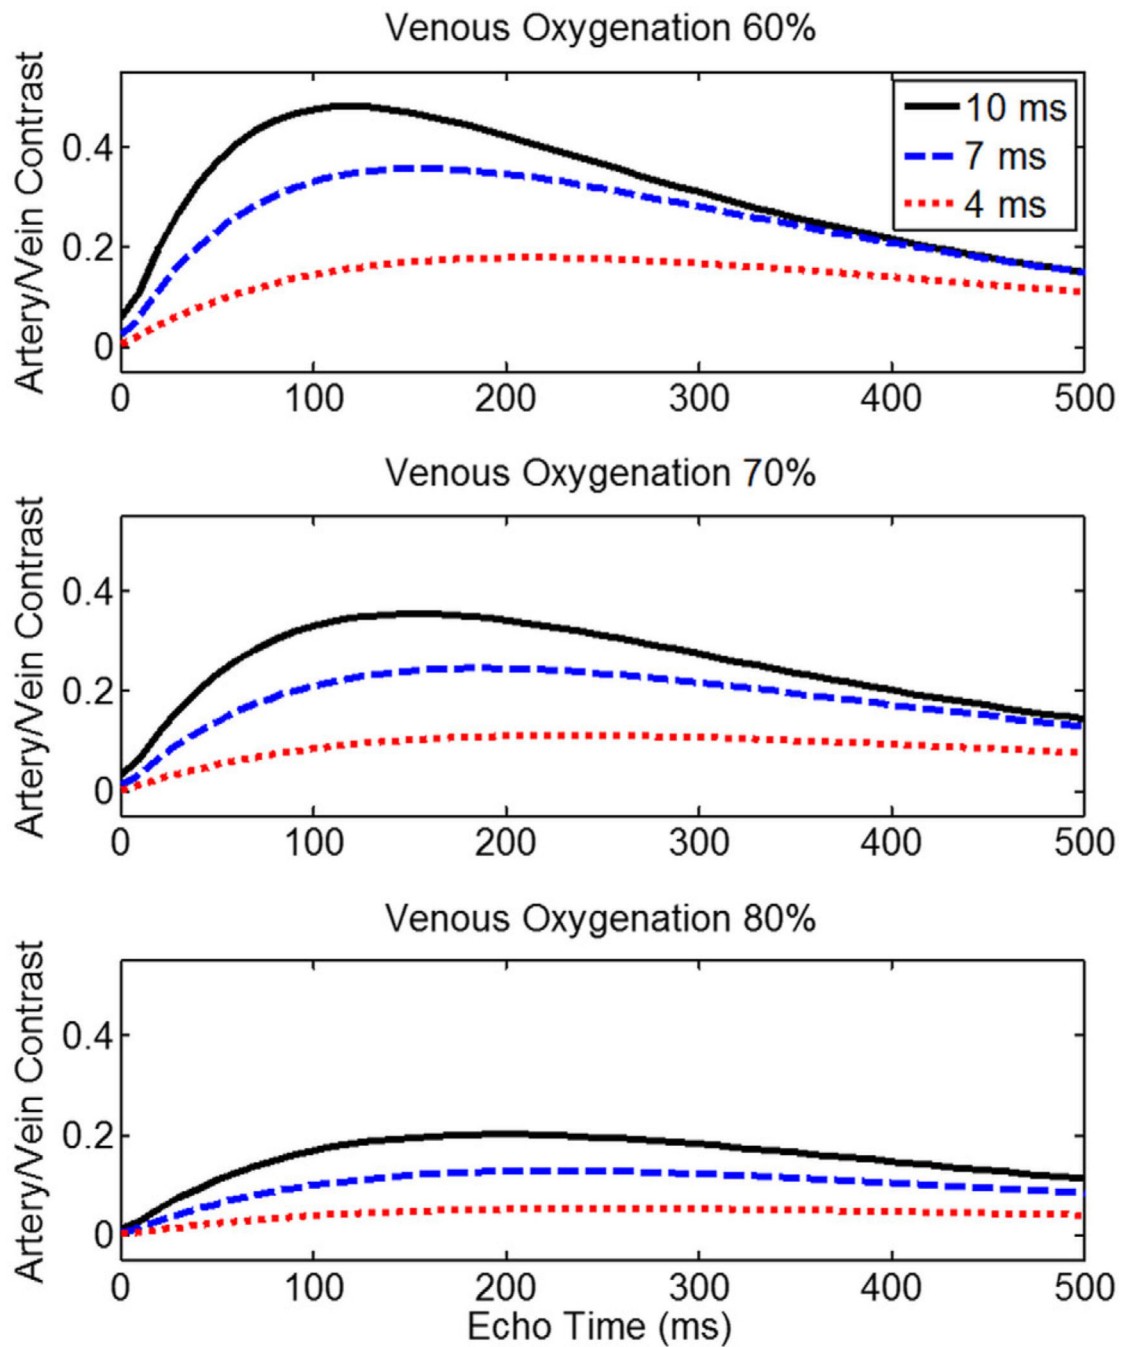 Venous Oxygenation 60%
Artery/Vein Contrast
0.4
0.2
0
10 ms
7 ms
4 ms
0 100 200 300 400 500
Venous Oxygenation 70%
Artery/Vein Contrast
0.4
0.2
0
0 100 200 300 400 500
Venous Oxygenation 80%
Artery/Vein Contrast
0.4
0.2
0
0 100 200 300 400 500
Echo Time (ms)